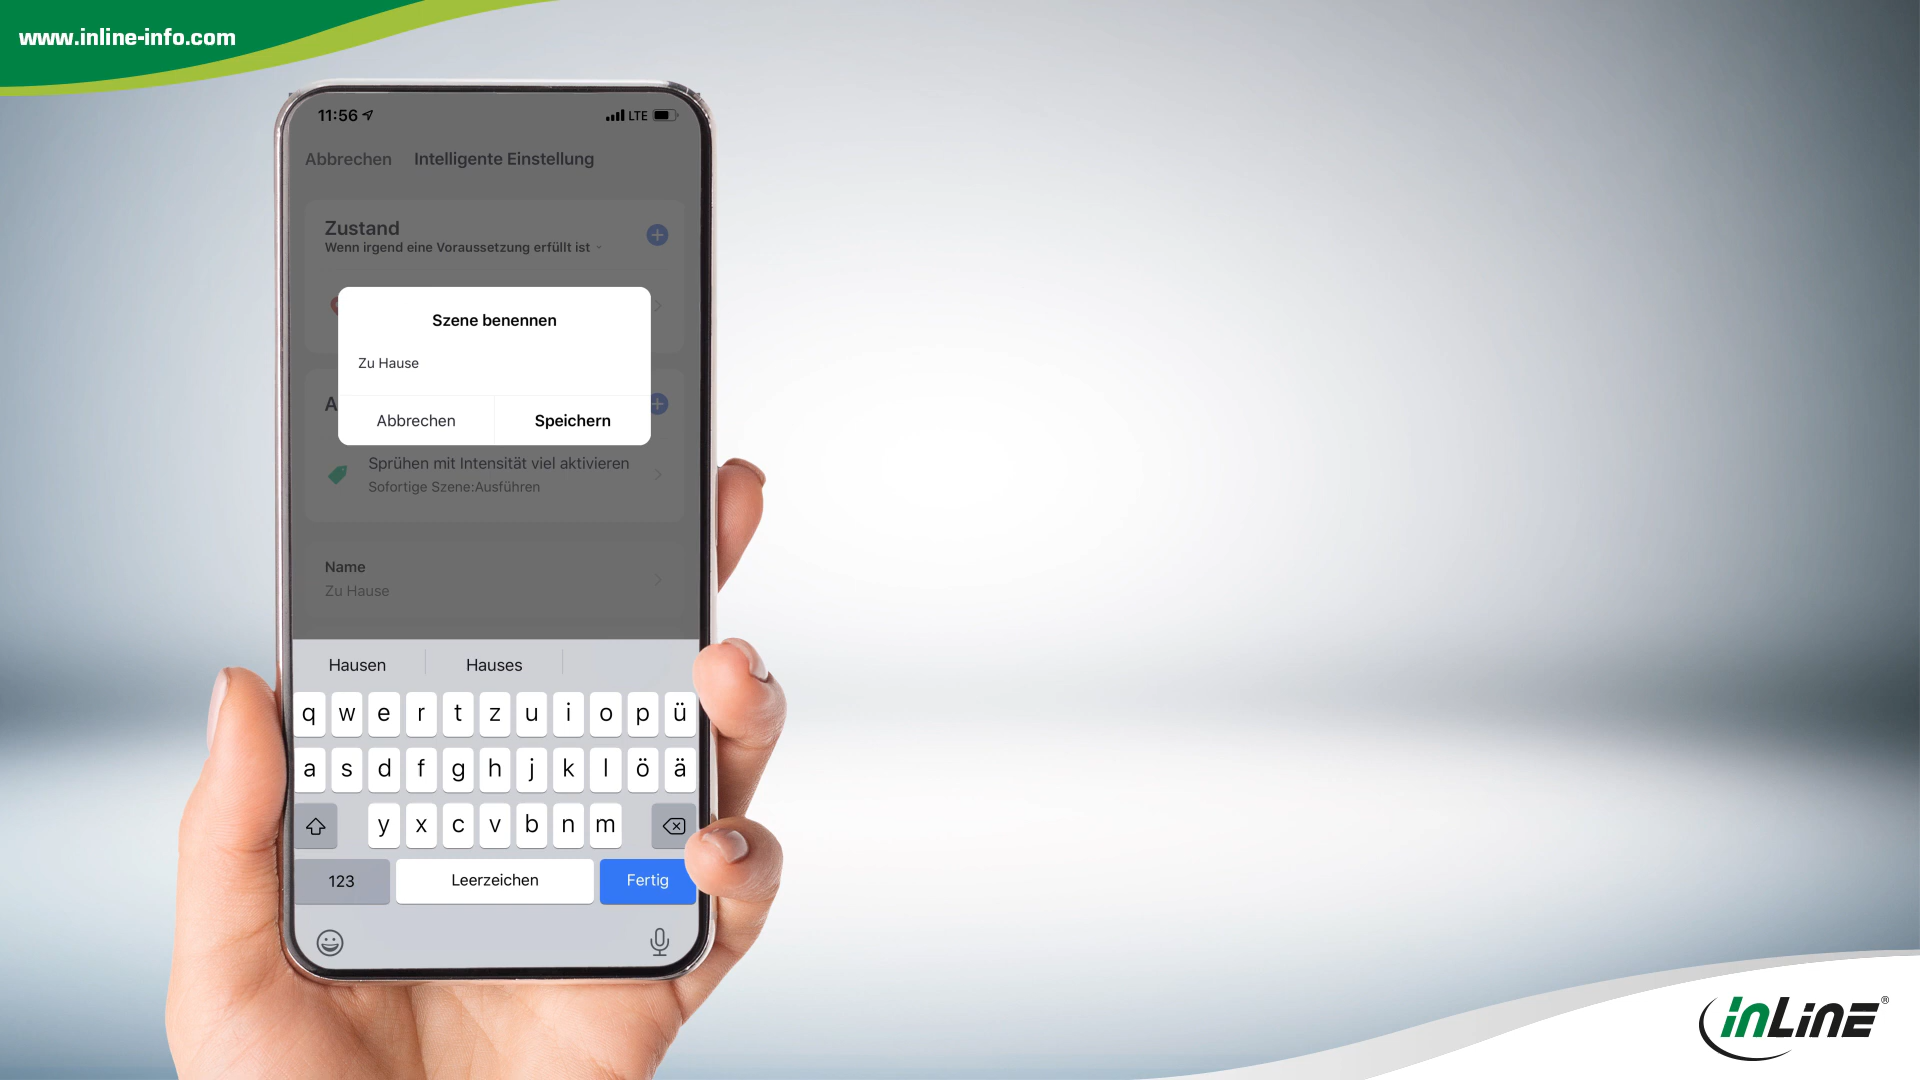 www.inline-info.com
11:56
LTE
Abbrechen Intelligente Einstellung
Zustand
Wenn irgend eine Voraussetzung erfüllt ist
Szene benennen
Zu Hause
A
Abbrechen Speichern
Sprühen mit Intensität viel aktivieren
Sofortige Szene:Ausführen
Name
Zu Hause
Hausen Hauses
q w e r t z u i o p ü
a s d f g h j k l ö ä
y x c v b n m
123 Leerzeichen Fertig
inLine®